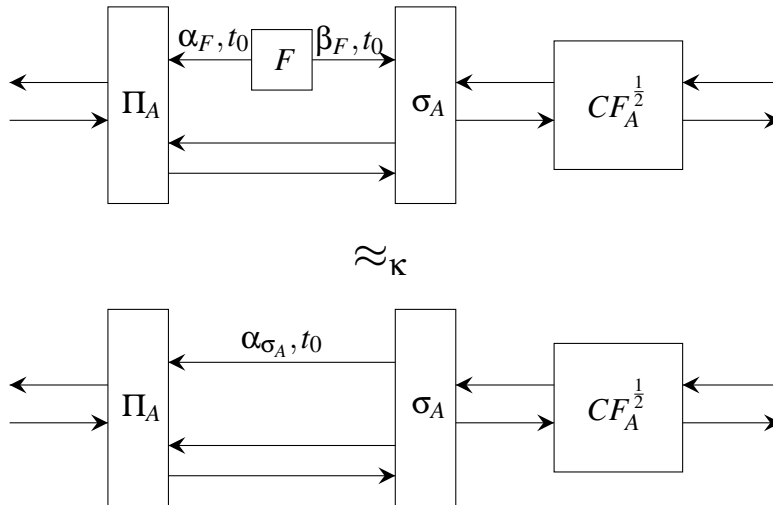 α_F, t_0 F β_F, t_0
Π_A σ_A CF_A^{1/2}
≈_κ
α_{σ_A}, t_0
Π_A σ_A CF_A^{1/2}